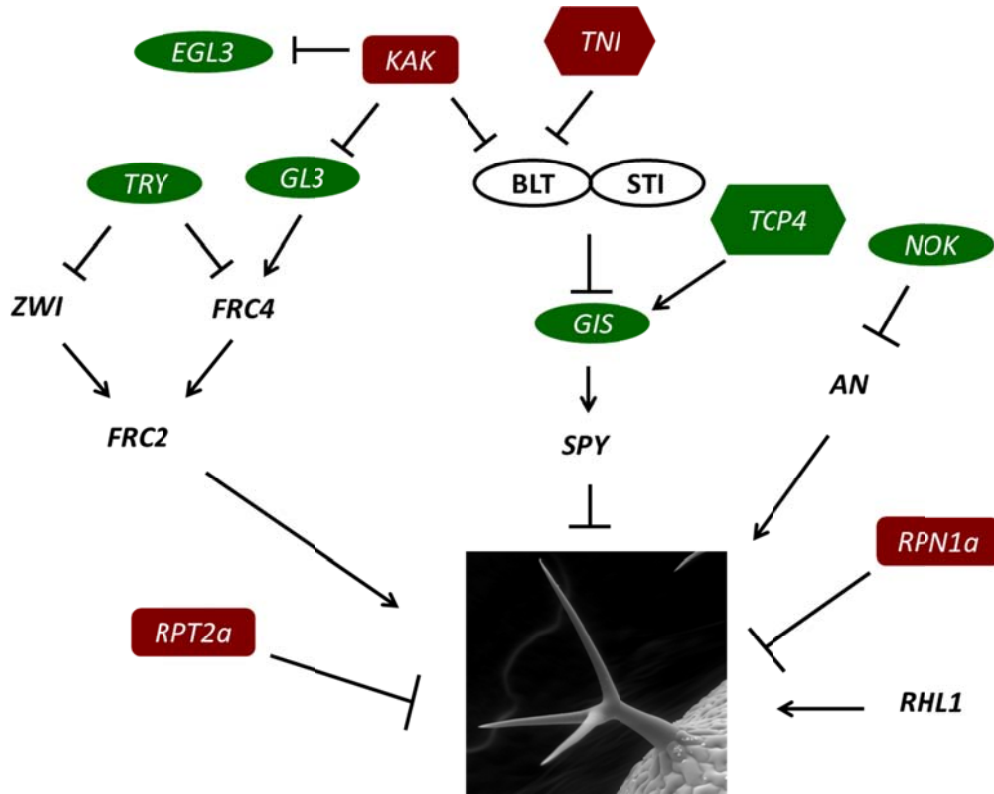 EGL3
KAK
TNI
TRY
GL3
BLT
STI
TCP4
NOK
ZWI
FRC4
GIS
AN
FRC2
SPY
RPN1a
RPT2a
RHL1